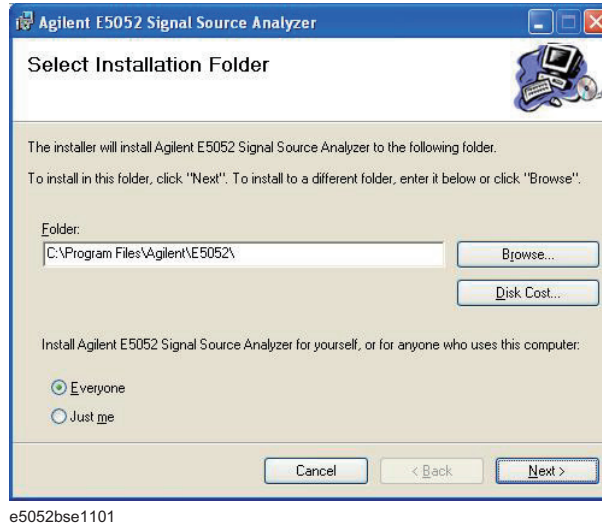 Agilent E5052 Signal Source Analyzer
Select Installation Folder
The installer will install Agilent E5052 Signal Source Analyzer to the following folder.
To install in this folder, click "Next". To install to a different folder, enter it below or click "Browse".
Folder:
C:\Program Files\Agilent\E5052\
Browse...
Disk Cost...
Install Agilent E5052 Signal Source Analyzer for yourself, or for anyone who uses this computer:
Everyone
Just me
Cancel
< Back
Next >
e5052bse1101